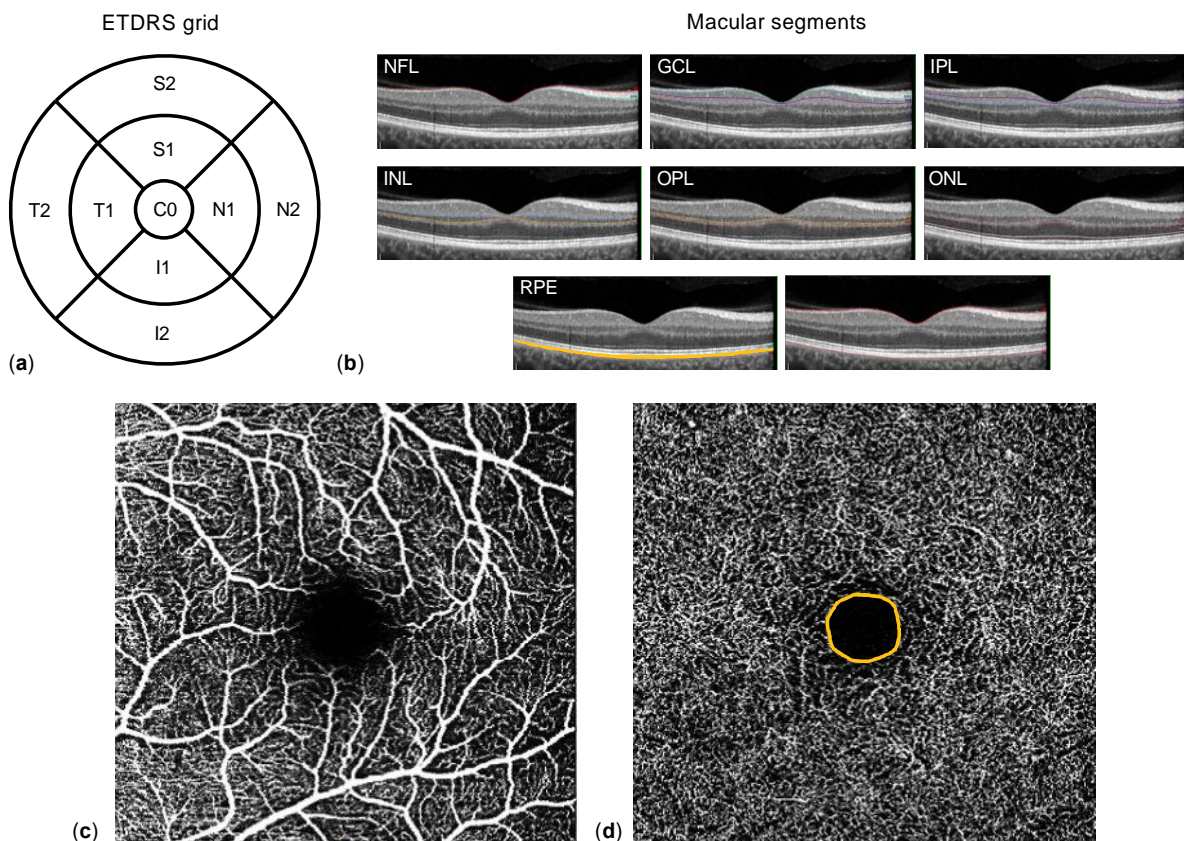 ETDRS grid
Macular segments
S2
S1
T2 T1 C0 N1 N2
I1
I2
(a)
NFL GCL IPL
INL OPL ONL
RPE
(b)
(c)
(d)